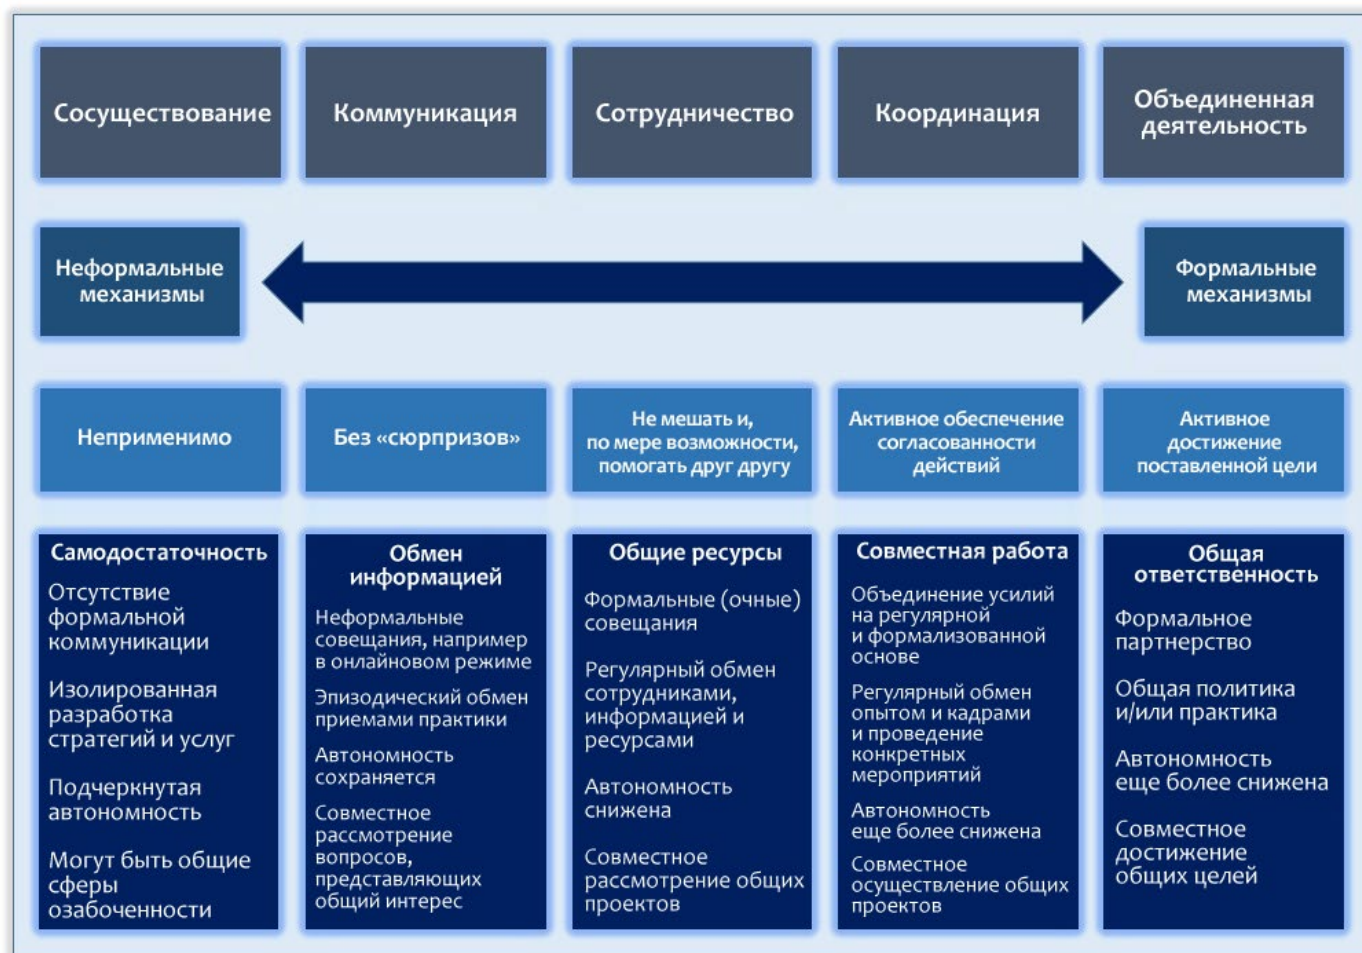 Сосуществование
Коммуникация
Сотрудничество
Координация
Объединенная
деятельность
Неформальные
механизмы
Формальные
механизмы
Неприменимо
Без «сюрпризов»
Не мешать и,
по мере возможности,
помогать друг другу
Активное обеспечение
согласованности
действий
Активное
достижение
поставленной цели
Самодостаточность
Отсутствие
формальной
коммуникации
Изолированная
разработка
стратегий и услуг
Подчеркнутая
автономность
Могут быть общие
сферы
озабоченности
Обмен
информацией
Неформальные
совещания, например
в онлайновом режиме
Эпизодический обмен
приемами практики
Автономность
сохраняется
Совместное
рассмотрение
вопросов,
представляющих
общий интерес
Общие ресурсы
Формальные (очные)
совещания
Регулярный обмен
сотрудниками,
информацией и
ресурсами
Автономность
снижена
Совместное
рассмотрение общих
проектов
Совместная работа
Объединение усилий
на регулярной
и формализованной
основе
Регулярный обмен
опытом и кадрами
и проведение
конкретных
мероприятий
Автономность
еще более снижена
Совместное
осуществление общих
проектов
Общая
ответственность
Формальное
партнерство
Общая политика
и/или практика
Автономность
еще более снижена
Совместное
достижение
общих целей